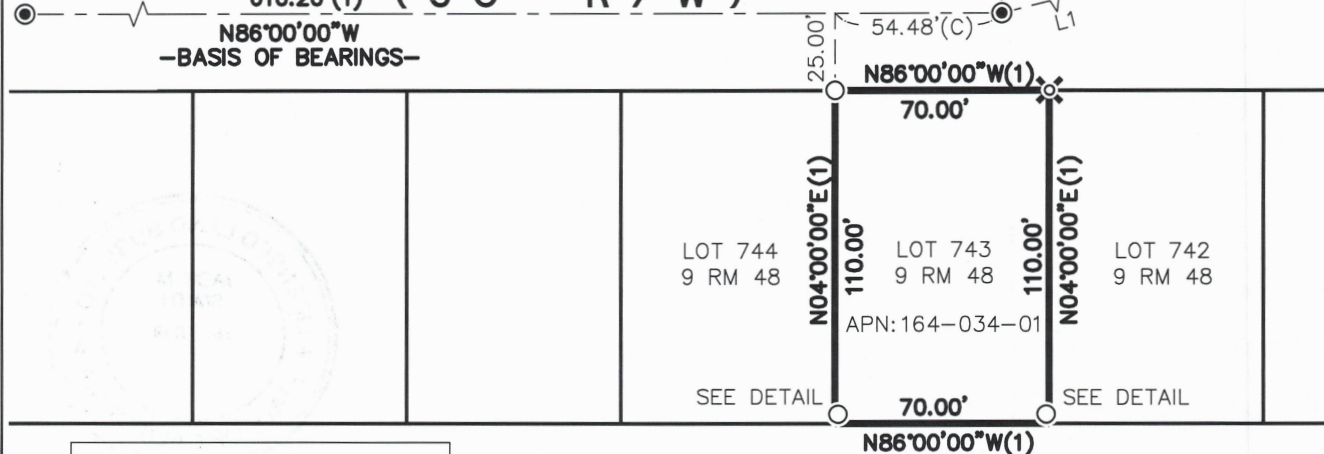 N86°00'00"W
-BASIS OF BEARINGS-
25.00'
54.48'(C)
L1
N86°00'00"W(1)
70.00'
N04°00'00"E(1)
110.00'
LOT 744
9 RM 48
LOT 743
9 RM 48
APN:164-034-01
110.00'
N04°00'00"E(1)
LOT 742
9 RM 48
SEE DETAIL
SEE DETAIL
70.00'
N86°00'00"W(1)